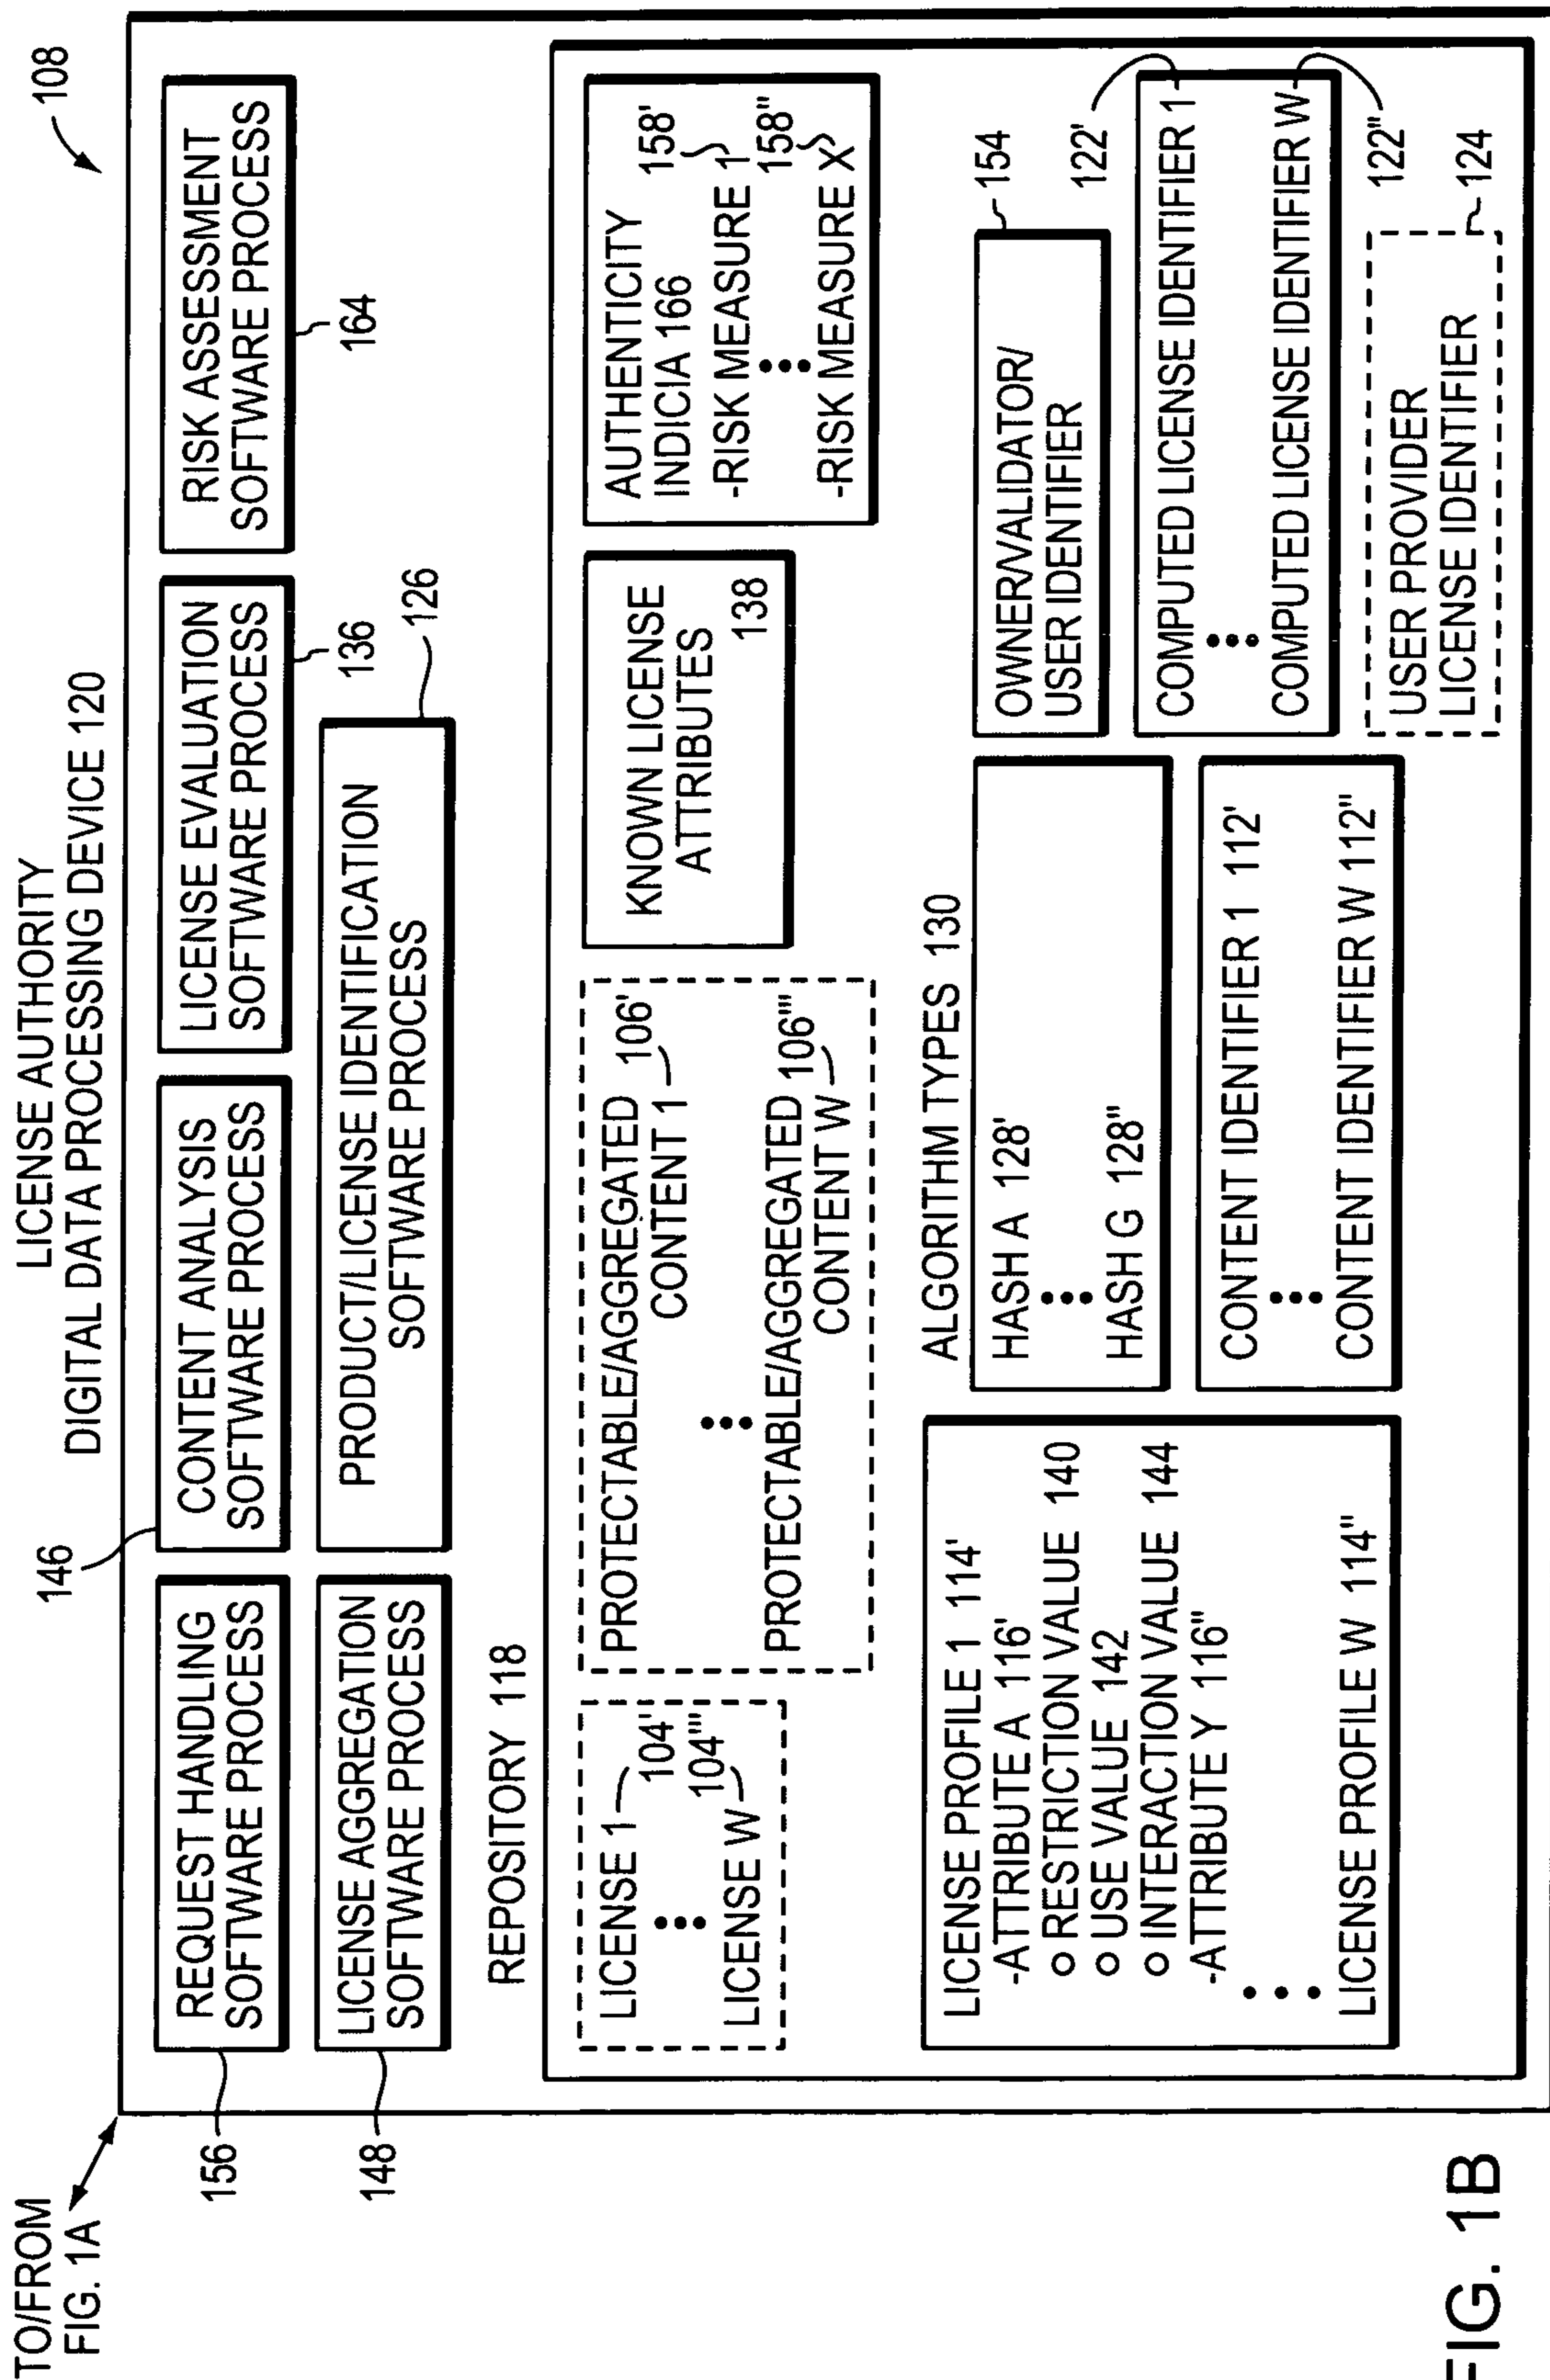 TO/FROM
FIG. 1A
LICENSE AUTHORITY
DIGITAL DATA PROCESSING DEVICE 120
108
146
REQUEST HANDLING
SOFTWARE PROCESS
156
CONTENT ANALYSIS
SOFTWARE PROCESS
LICENSE EVALUATION
SOFTWARE PROCESS
136
RISK ASSESSMENT
SOFTWARE PROCESS
164
LICENSE AGGREGATION
SOFTWARE PROCESS
148
PRODUCT/LICENSE IDENTIFICATION
SOFTWARE PROCESS
126
REPOSITORY 118
LICENSE 1
104'
104'''
LICENSE W
PROTECTABLE/AGGREGATED
CONTENT 1
106'
PROTECTABLE/AGGREGATED
CONTENT W
106'''
KNOWN LICENSE
ATTRIBUTES
138
AUTHENTICITY
INDICIA 166
158'
-RISK MEASURE 1
158"
-RISK MEASURE X
LICENSE PROFILE 1 114'
-ATTRIBUTE A 116'
O RESTRICTION VALUE 140
O USE VALUE 142
O INTERACTION VALUE 144
-ATTRIBUTE Y 116"
LICENSE PROFILE W 114"
ALGORITHM TYPES 130
HASH A 128'
HASH G 128"
CONTENT IDENTIFIER 1 112'
CONTENT IDENTIFIER W 112"
OWNER/VALIDATOR/
USER IDENTIFIER
154
122'
COMPUTED LICENSE IDENTIFIER 1
COMPUTED LICENSE IDENTIFIER W
122"
USER PROVIDER
LICENSE IDENTIFIER
124
FIG. 1B